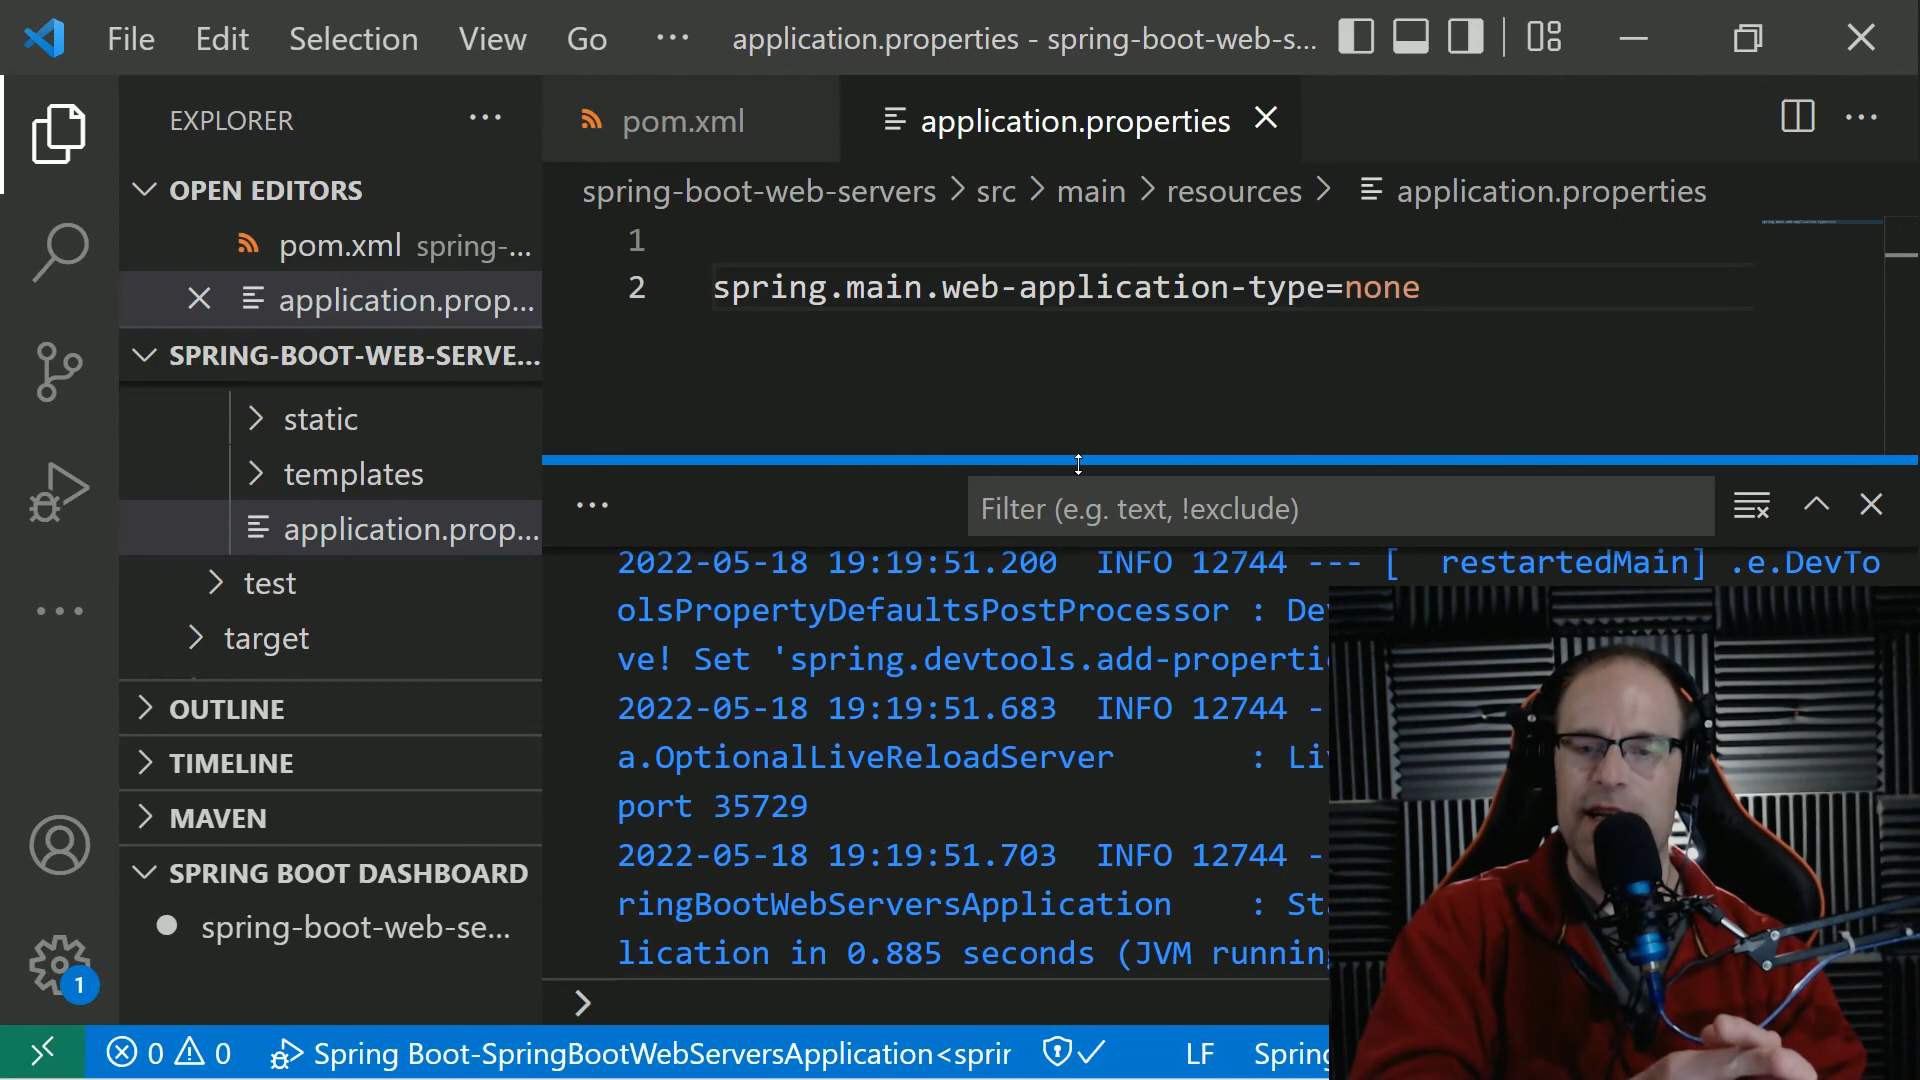 File Edit Selection View Go ··· application.properties - spring-boot-web-s...
EXPLORER
pom.xml application.properties
OPEN EDITORS
pom.xml spring-...
application.prop...
spring-boot-web-servers > src > main > resources > application.properties
1
2 spring.main.web-application-type=none
SPRING-BOOT-WEB-SERVE...
static
templates
application.prop...
test
target
OUTLINE
TIMELINE
MAVEN
SPRING BOOT DASHBOARD
spring-boot-web-se...
1
Filter (e.g. text, !exclude)
2022-05-18 19:19:51.200 INFO 12744 --- [ restartedMain] .e.DevTo
olsPropertyDefaultsPostProcessor : De
ve! Set 'spring.devtools.add-properti
2022-05-18 19:19:51.683 INFO 12744 -
a.OptionalLiveReloadServer : Li
port 35729
2022-05-18 19:19:51.703 INFO 12744 -
ringBootWebServersApplication : St
lication in 0.885 seconds (JVM running
>
0 0 Spring Boot-SpringBootWebServersApplication<sprin LF Spring